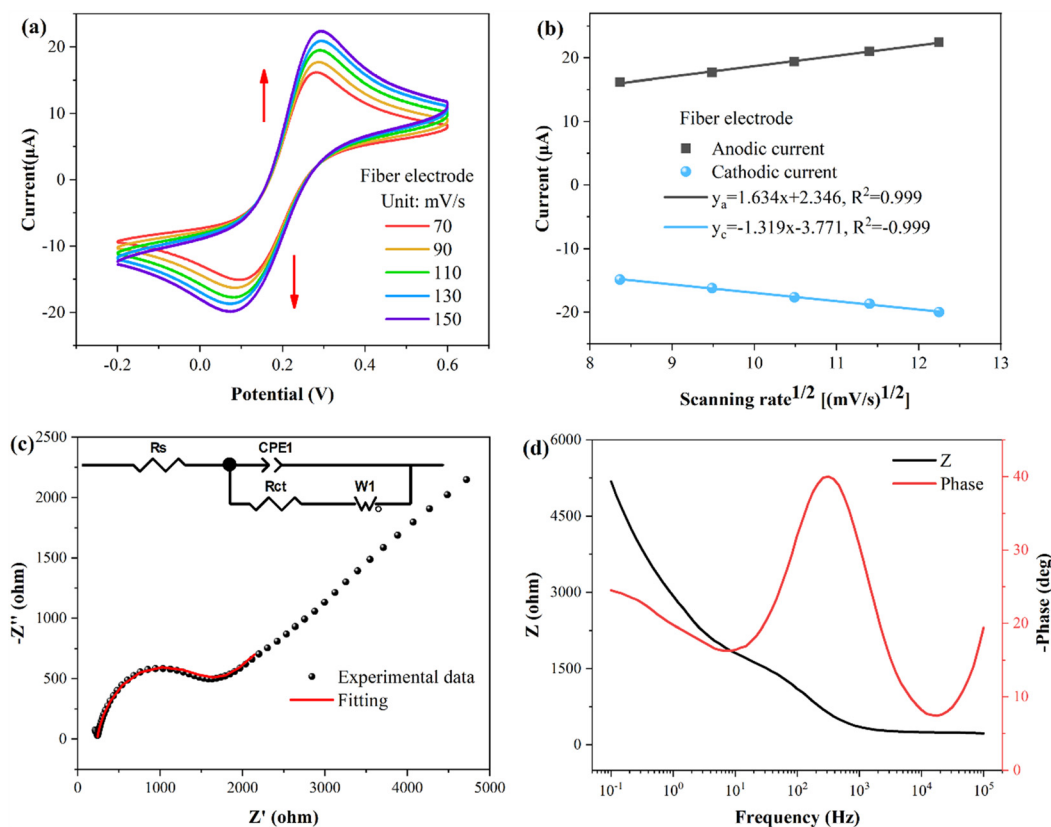 (a)
20
10
0
-10
-20
Current(μA)
Fiber electrode
Unit: mV/s
70
90
110
130
150
-0.2 0.0 0.2 0.4 0.6
Potential (V)
(b)
20
0
-20
Current (μA)
Fiber electrode
Anodic current
Cathodic current
yₐ=1.634x+2.346, R²=0.999
y_c=-1.319x-3.771, R²=-0.999
8 9 10 11 12 13
Scanning rate^1/2 [(mV/s)^1/2]
(c)
2500
2000
1500
1000
500
0
-Z'' (ohm)
Rs CPE1
Rct W1
Experimental data
Fitting
0 1000 2000 3000 4000 5000
Z' (ohm)
(d)
6000
4500
3000
1500
0
Z (ohm)
Z
Phase
40
30
20
10
0
-Phase (deg)
10⁻¹ 10⁰ 10¹ 10² 10³ 10⁴ 10⁵
Frequency (Hz)